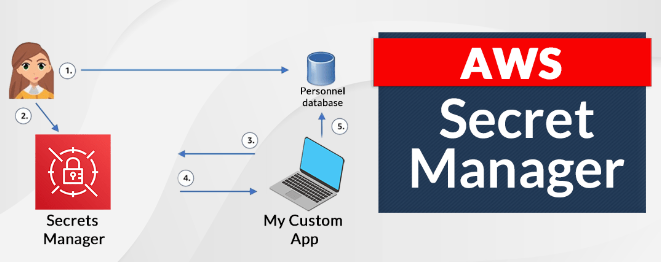 1.
Personnel
database
2.
3.
5.
4.
Secrets
Manager
My Custom
App
AWS
Secret
Manager